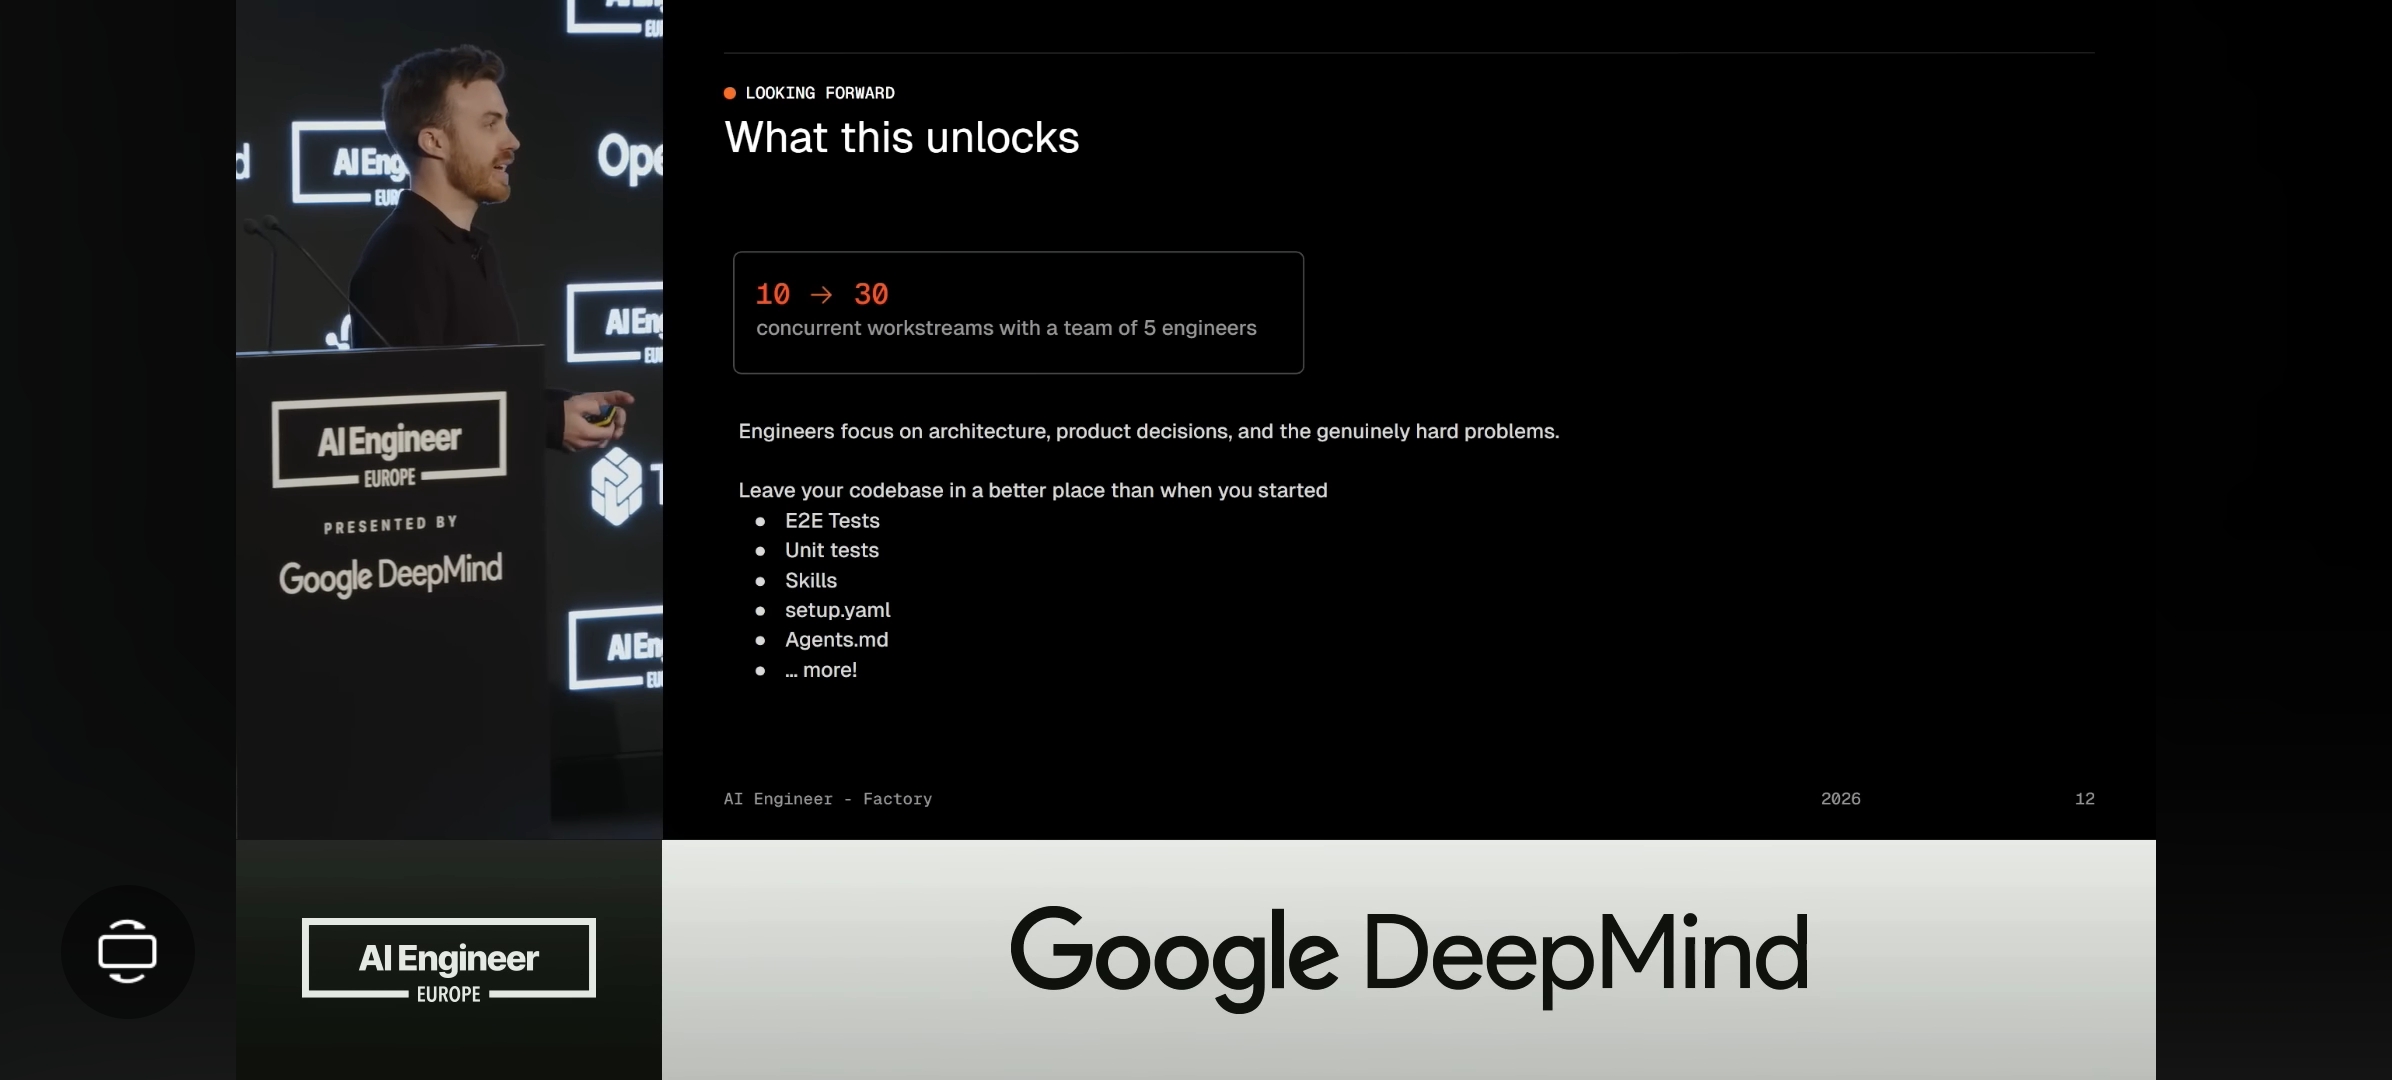 LOOKING FORWARD
What this unlocks
10 → 30
concurrent workstreams with a team of 5 engineers
Engineers focus on architecture, product decisions, and the genuinely hard problems.
Leave your codebase in a better place than when you started
● E2E Tests
● Unit tests
● Skills
● setup.yaml
● Agents.md
● ... more!
AI Engineer - Factory
2026
12
AI Engineer
EUROPE
PRESENTED BY
Google DeepMind
AI Engineer
EUROPE
Google DeepMind